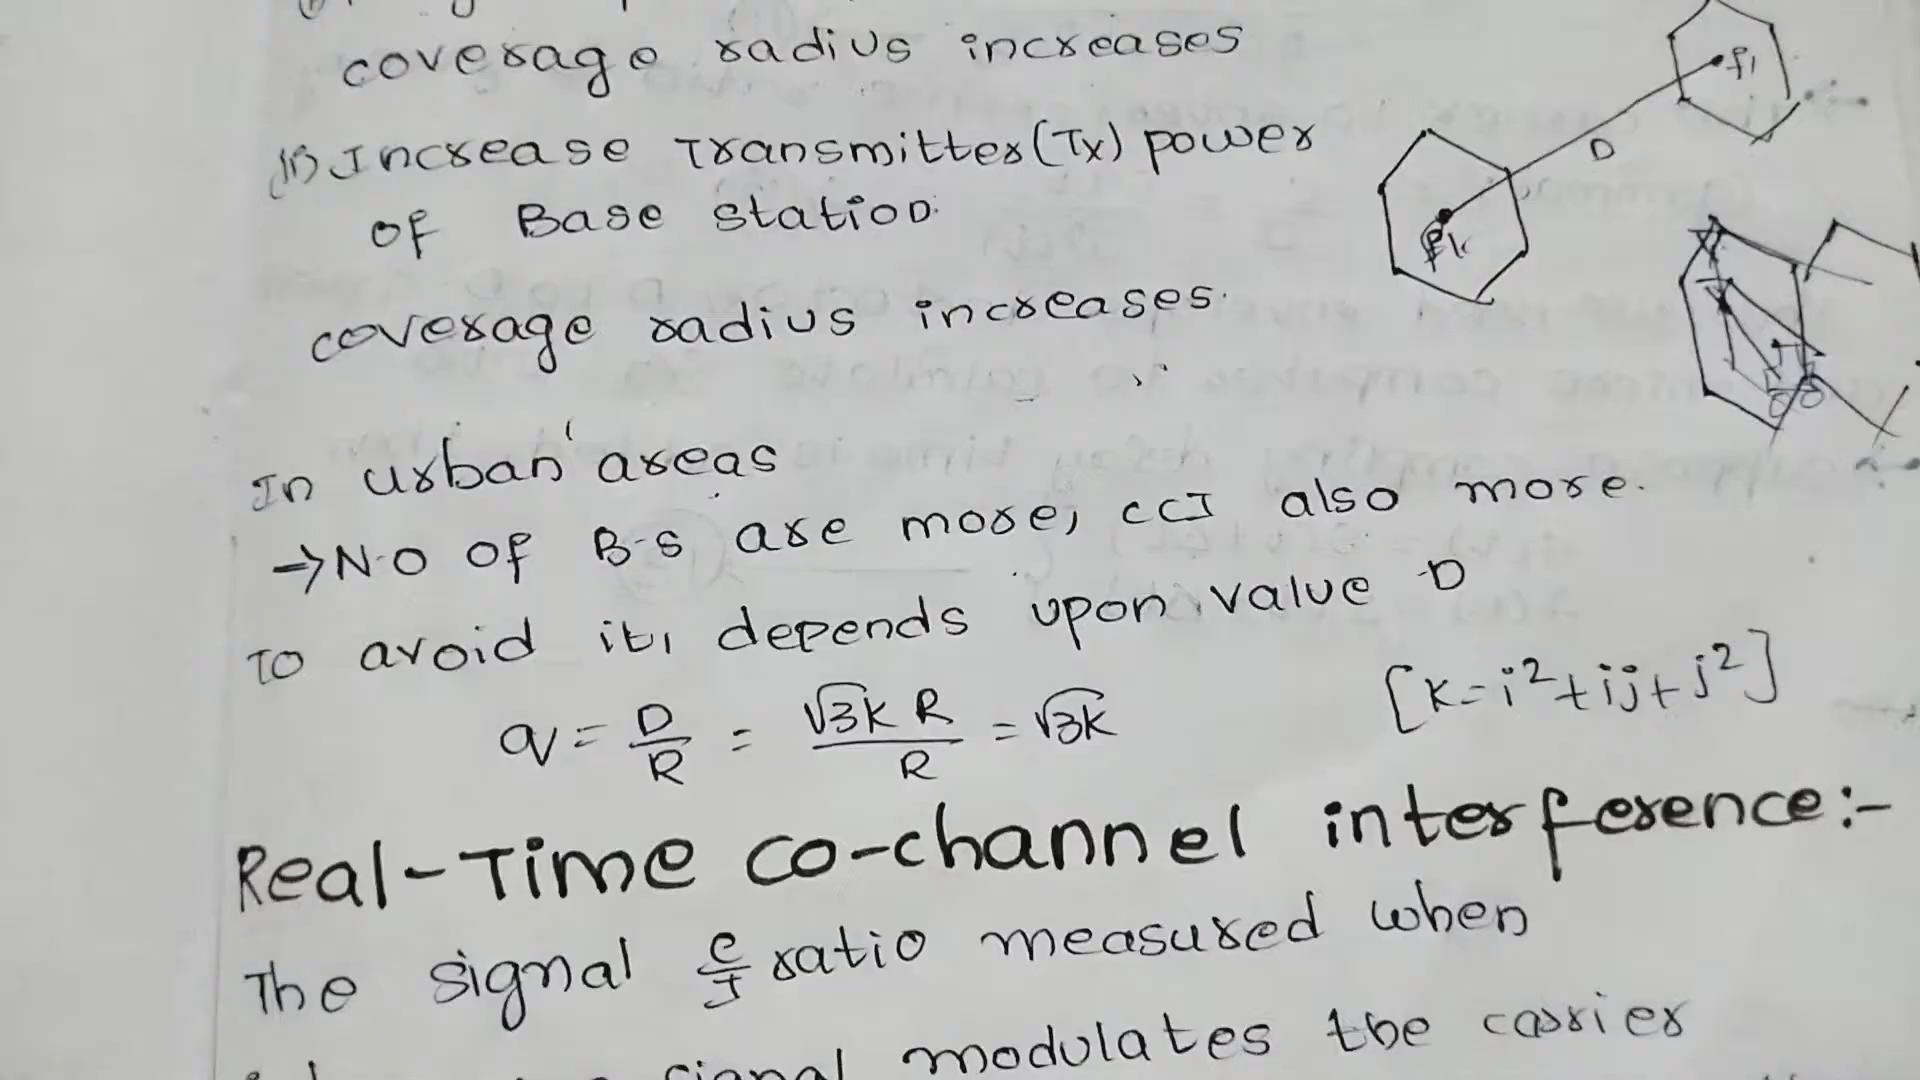 coverage radius increases
ii) Increase Transmitter (Tx) power
of Base station.
coverage radius increases.
f1
D
f1
In urban areas
→ N.O of B.S are more, CCI also more.
To avoid it, depends upon value D
q = D/R = √3k R/R = √3k
[k = i²+ij+j²]
Real-Time co-channel interference:-
The signal C/I ratio measured when
signal modulates the carrier